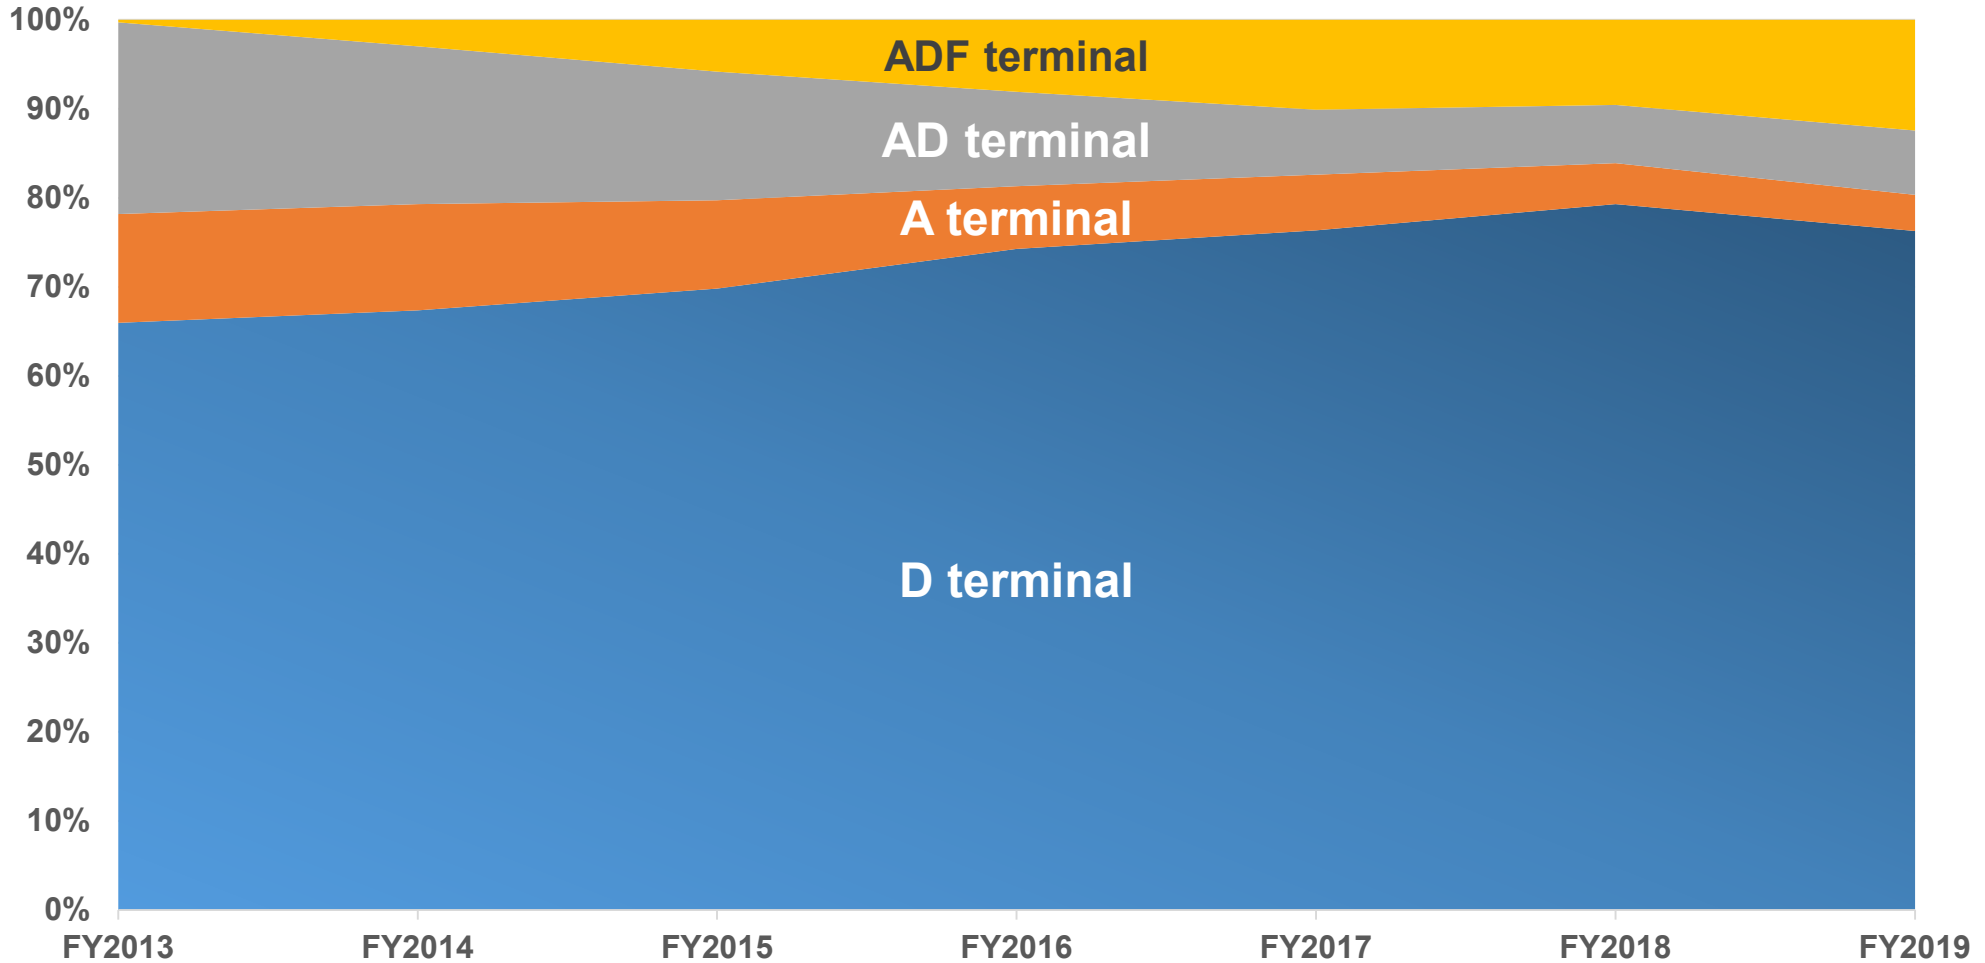 100%
90%
80%
70%
60%
50%
40%
30%
20%
10%
0%
ADF terminal
AD terminal
A terminal
D terminal
FY2013
FY2014
FY2015
FY2016
FY2017
FY2018
FY2019